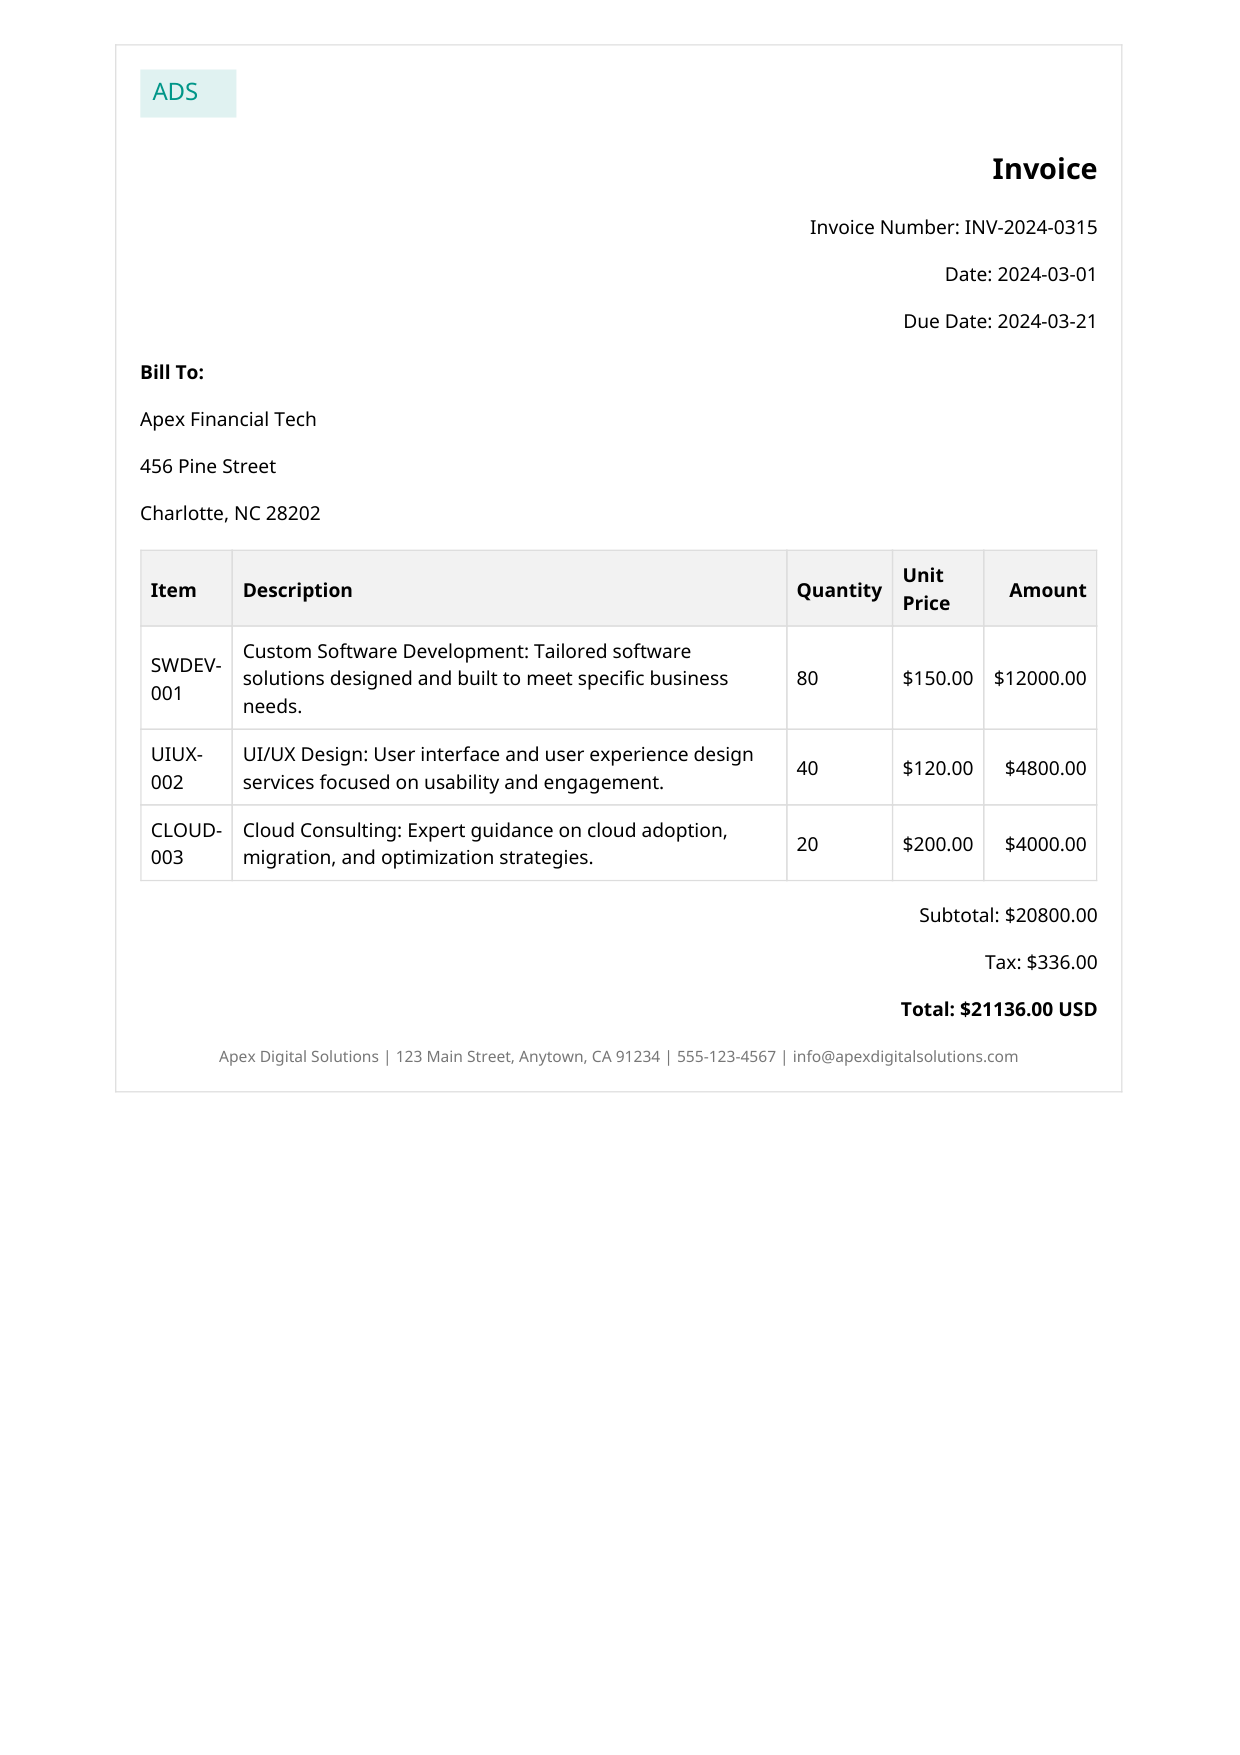 ADS
Invoice
Invoice Number: INV-2024-0315
Date: 2024-03-01
Due Date: 2024-03-21
Bill To:
Apex Financial Tech
456 Pine Street
Charlotte, NC 28202
Item Description Quantity Unit Price Amount
SWDEV-001 Custom Software Development: Tailored software solutions designed and built to meet specific business needs. 80 $150.00 $12000.00
UIUX-002 UI/UX Design: User interface and user experience design services focused on usability and engagement. 40 $120.00 $4800.00
CLOUD-003 Cloud Consulting: Expert guidance on cloud adoption, migration, and optimization strategies. 20 $200.00 $4000.00
Subtotal: $20800.00
Tax: $336.00
Total: $21136.00 USD
Apex Digital Solutions | 123 Main Street, Anytown, CA 91234 | 555-123-4567 | info@apexdigitalsolutions.com